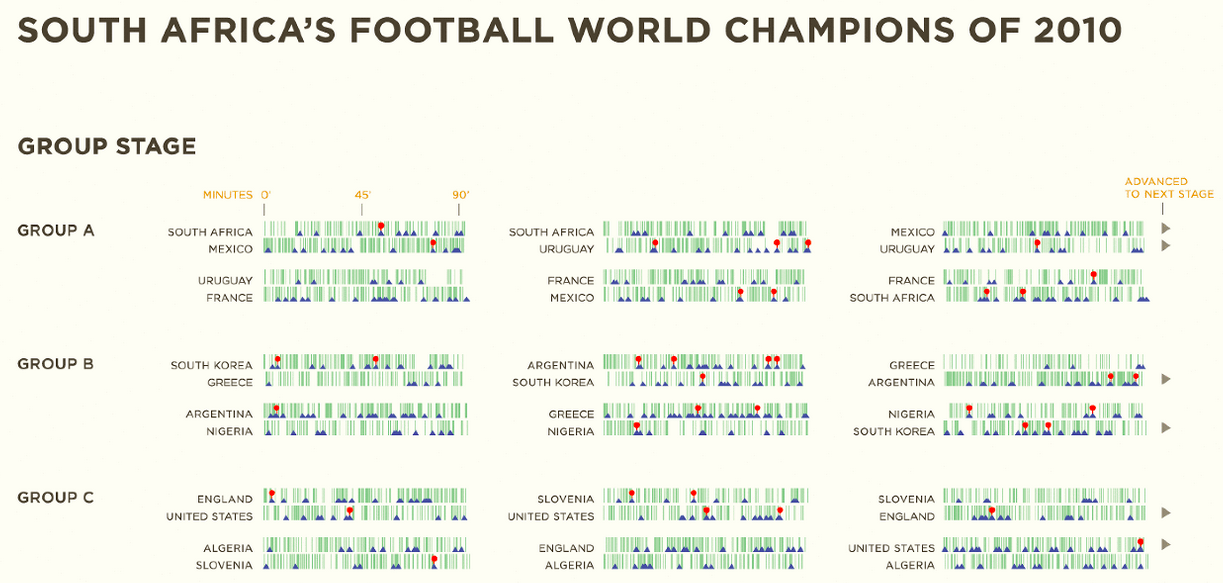 SOUTH AFRICA'S FOOTBALL WORLD CHAMPIONS OF 2010
GROUP STAGE
ADVANCED
TO NEXT STAGE
MINUTES 0' 45' 90'
GROUP A
SOUTH AFRICA SOUTH AFRICA MEXICO
MEXICO URUGUAY URUGUAY
URUGUAY FRANCE FRANCE
FRANCE MEXICO SOUTH AFRICA
GROUP B
SOUTH KOREA ARGENTINA GREECE
GREECE SOUTH KOREA ARGENTINA
ARGENTINA GREECE NIGERIA
NIGERIA NIGERIA SOUTH KOREA
GROUP C
ENGLAND SLOVENIA SLOVENIA
UNITED STATES UNITED STATES ENGLAND
ALGERIA ENGLAND UNITED STATES
SLOVENIA ALGERIA ALGERIA